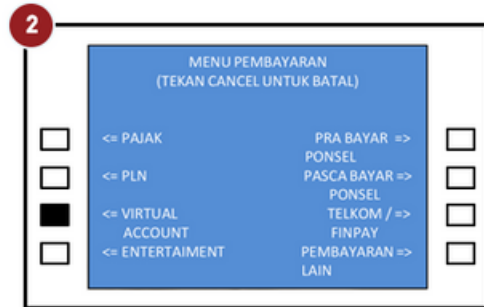 2
MENU PEMBAYARAN
(TEKAN CANCEL UNTUK BATAL)
<= PAJAK
PRA BAYAR =>
PONSEL
<= PLN
PASCA BAYAR =>
PONSEL
<= VIRTUAL
ACCOUNT
TELKOM / =>
FINPAY
<= ENTERTAIMENT
PEMBAYARAN =>
LAIN